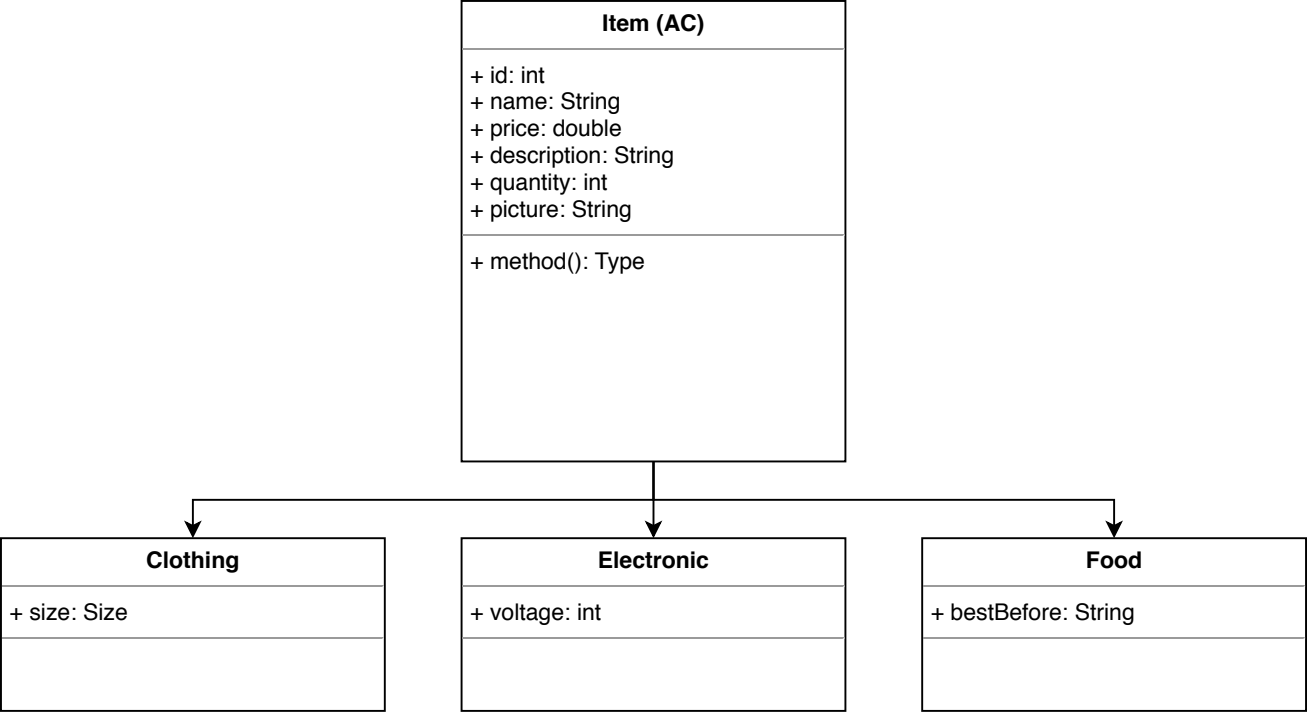 Item (AC)
+ id: int
+ name: String
+ price: double
+ description: String
+ quantity: int
+ picture: String
+ method(): Type
Clothing
+ size: Size
Electronic
+ voltage: int
Food
+ bestBefore: String